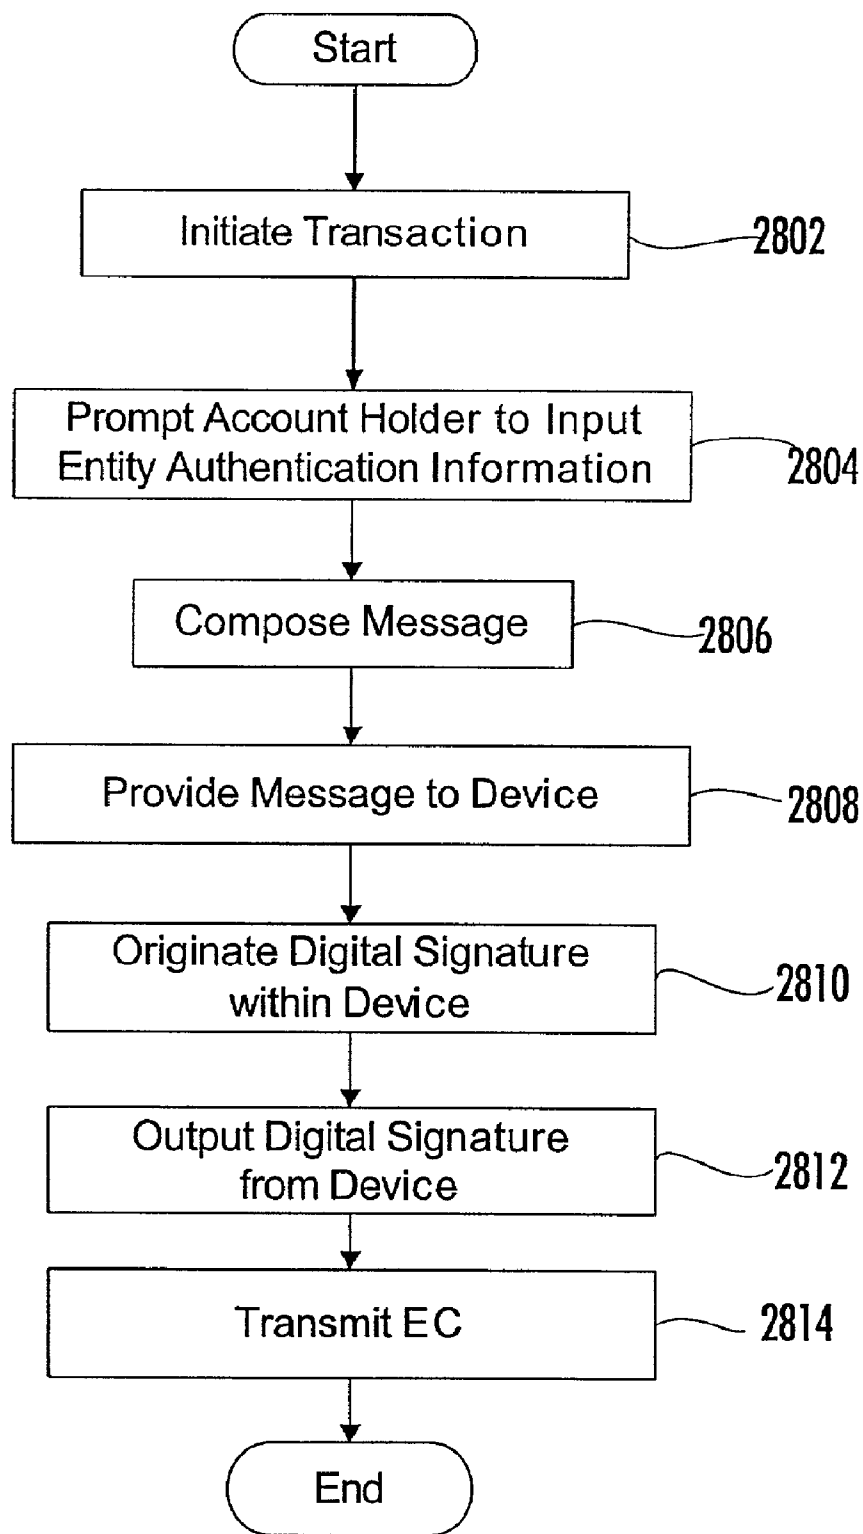 Start
Initiate Transaction
2802
Prompt Account Holder to Input
Entity Authentication Information
2804
Compose Message
2806
Provide Message to Device
2808
Originate Digital Signature
within Device
2810
Output Digital Signature
from Device
2812
Transmit EC
2814
End